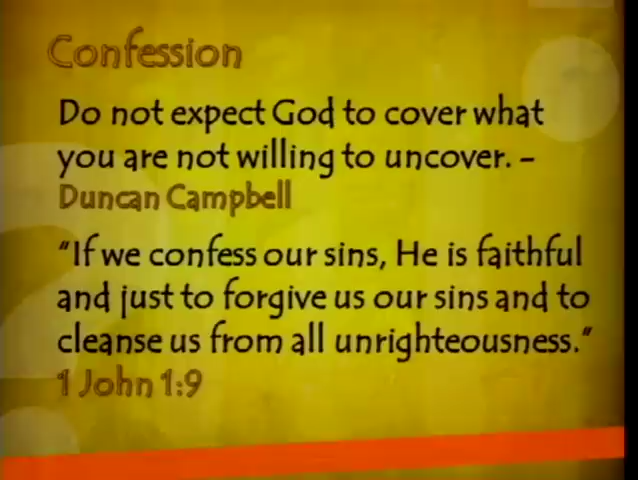 Confession
Do not expect God to cover what
you are not willing to uncover. –
Duncan Campbell
"If we confess our sins, He is faithful
and just to forgive us our sins and to
cleanse us from all unrighteousness."
1 John 1:9